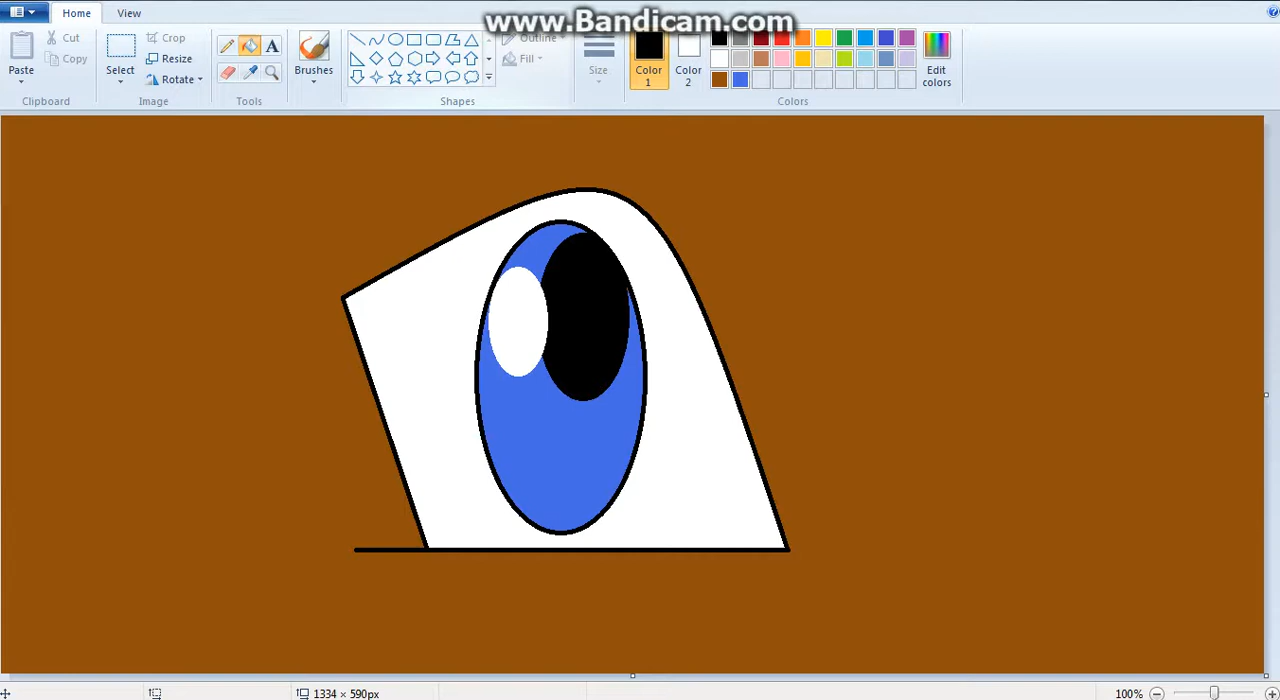 www.Bandicam.com
Home View
Paste
Cut
Copy
Clipboard
Select
Crop
Resize
Rotate
Image
A
Tools
Brushes
Outline
Fill
Shapes
Size
Color 1
Color 2
Edit colors
Colors
1334 × 590px
100%